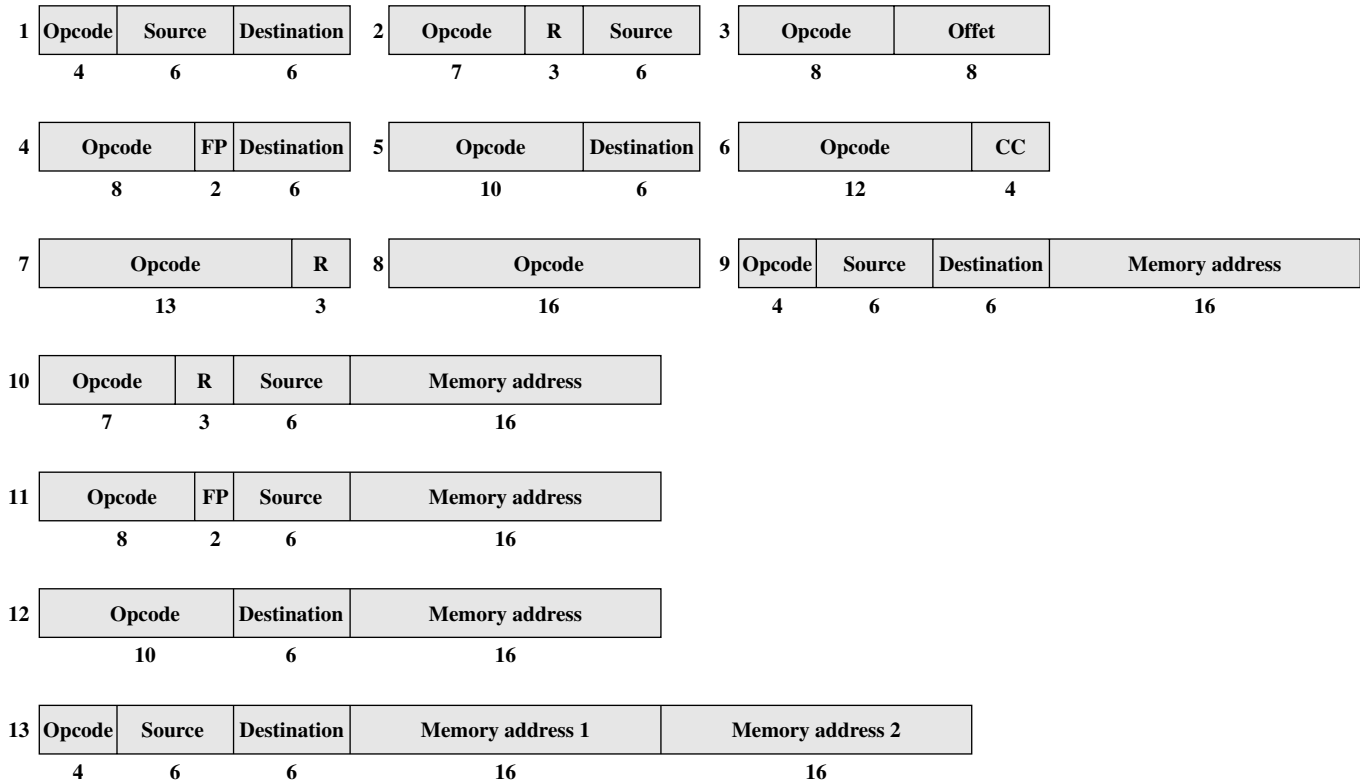 1 Opcode Source Destination 2 Opcode R Source 3 Opcode Offet
4 6 6 7 3 6 8 8
4 Opcode FP Destination 5 Opcode Destination 6 Opcode CC
8 2 6 10 6 12 4
7 Opcode R 8 Opcode 9 Opcode Source Destination Memory address
13 3 16 4 6 6 16
10 Opcode R Source Memory address
7 3 6 16
11 Opcode FP Source Memory address
8 2 6 16
12 Opcode Destination Memory address
10 6 16
13 Opcode Source Destination Memory address 1 Memory address 2
4 6 6 16 16